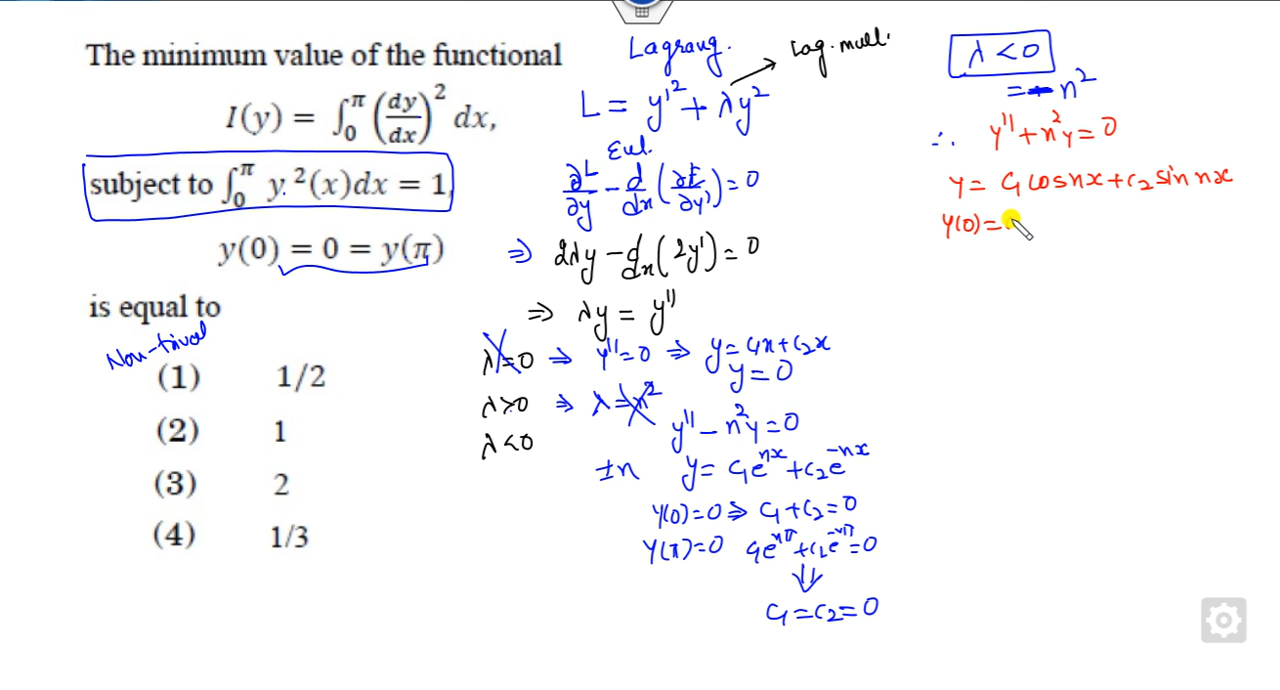 The minimum value of the functional
I(y) = ∫₀^π (dy/dx)² dx,
subject to ∫₀^π y.²(x)dx = 1,
y(0) = 0 = y(π)
is equal to
Non-trival
(1) 1/2
(2) 1
(3) 2
(4) 1/3
Lagrang.
Lag. mull.
L = y'² + λy²
Eul.
∂L/∂y - d/dx (∂L/∂y') = 0
⇒ 2λy - d/dx (2y') = 0
⇒ λy = y''
λ=0 ⇒ y''=0 ⇒ y=C₁x+C₂x
y=0
λ>0 ⇒ λ=n²
y'' - n²y = 0
λ<0
±n y = C₁e^nx + C₂e^-nx
y(0)=0 ⇒ C₁+C₂=0
y(π)=0 C₁e^nπ + C₂e^-nπ = 0
⇓
C₁=C₂=0
λ<0
= -n²
∴ y'' + n²y = 0
y = C₁ cos nx + C₂ sin nx
y(0) =